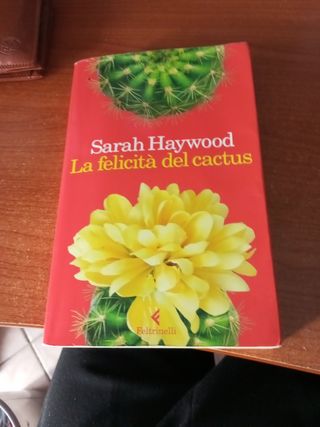 Sarah Haywood
La felicità del cactus
Feltrinelli